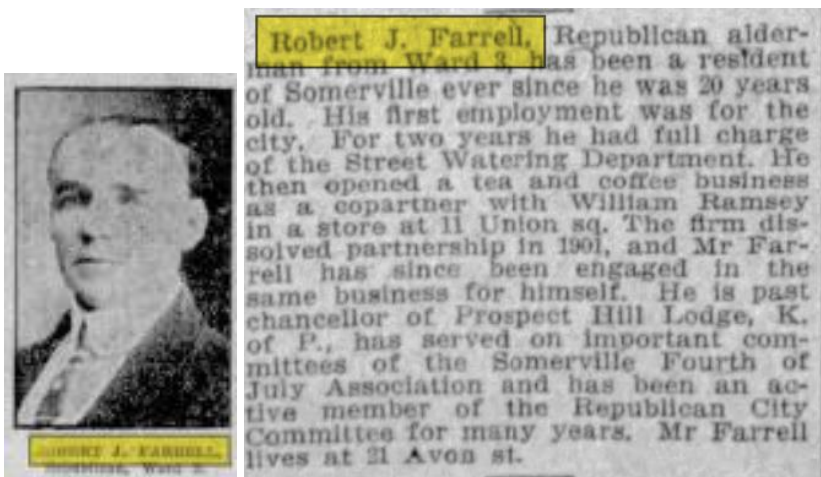 ROBERT J. FARRELL,
Republican, Ward 3.
Robert J. Farrell, Republican alder-
man from Ward 3, has been a resident
of Somerville ever since he was 20 years
old. His first employment was for the
city. For two years he had full charge
of the Street Watering Department. He
then opened a tea and coffee business
as a copartner with William Ramsey
in a store at 11 Union sq. The firm dis-
solved partnership in 1901, and Mr Far-
rell has since been engaged in the
same business for himself. He is past
chancellor of Prospect Hill Lodge, K.
of P., has served on important com-
mittees of the Somerville Fourth of
July Association and has been an ac-
tive member of the Republican City
Committee for many years. Mr Farrell
lives at 21 Avon st.